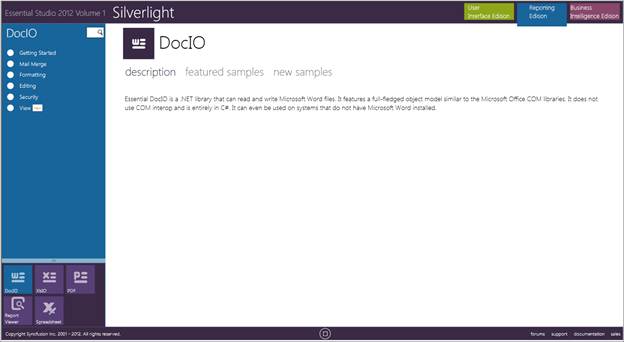 Essential Studio 2012 Volume 1 Silverlight
User
Interface Edison
Reporting
Edison
Business
Intelligence Edison
DocIO
Getting Started
Mail Merge
Formatting
Editing
Security
View
DocIO
description featured samples new samples
Essential DocIO is a .NET library that can read and write Microsoft Word files. It features a full-fledged object model similar to the Microsoft Office COM libraries. It does not
use COM interop and is entirely in C#. It can even be used on systems that do not have Microsoft Word installed.
DocIO
XlsIO
PDF
Report
Viewer
Spreadsheet
Copyright Syncfusion Inc. 2001 - 2012. All rights reserved.
forums support documentation sales